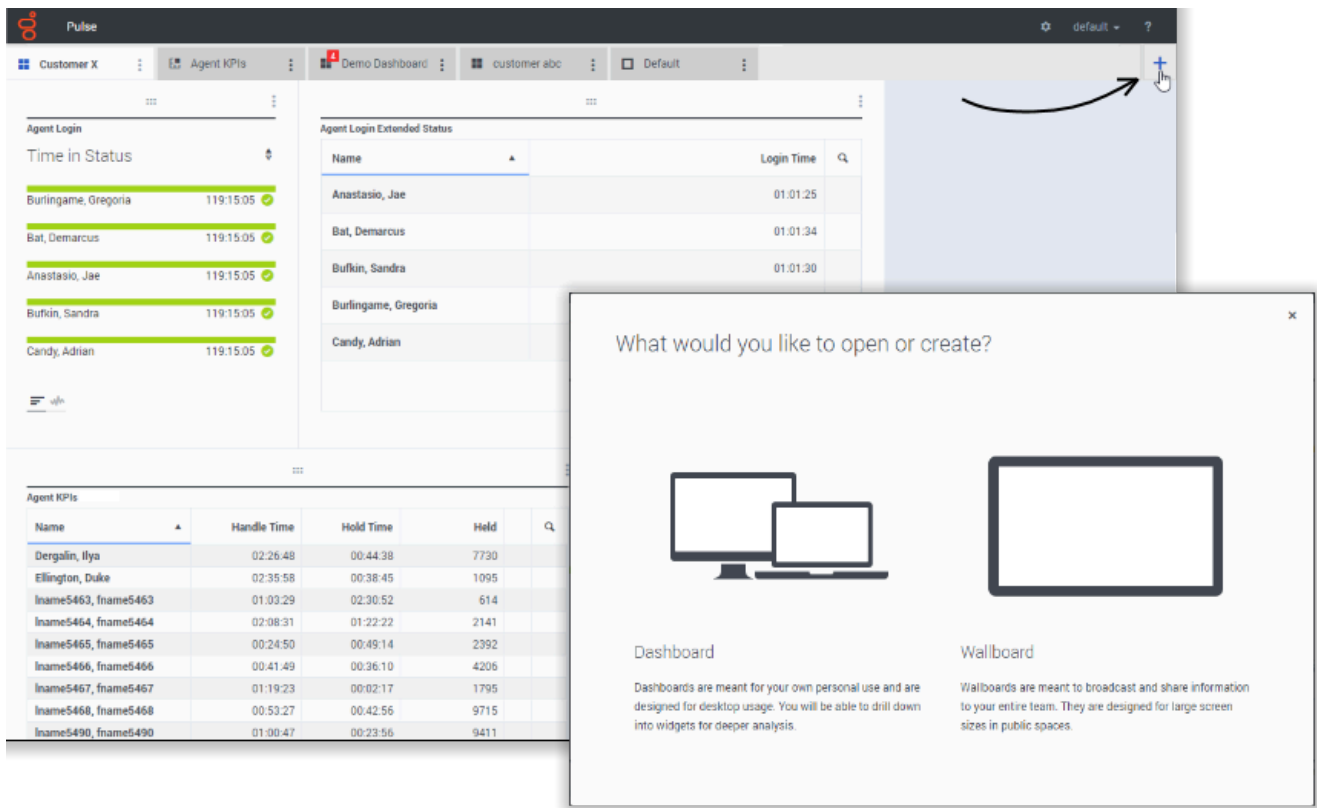 Pulse
default
?
Customer X
Agent KPIs
4
Demo Dashboard
customer abc
Default
+
Agent Login
Time in Status
Burlingame, Gregoria 119:15:05
Bat, Demarcus 119:15:05
Anastasio, Jae 119:15:05
Bufkin, Sandra 119:15:05
Candy, Adrian 119:15:05
Agent Login Extended Status
Name Login Time
Anastasio, Jae 01:01:25
Bat, Demarcus 01:01:34
Bufkin, Sandra 01:01:30
Burlingame, Gregoria
Candy, Adrian
Agent KPIs
Name Handle Time Hold Time Held
Dergalin, Ilya 02:26:48 00:44:38 7730
Ellington, Duke 02:35:58 00:38:45 1095
lname5463, fname5463 01:03:29 02:30:52 614
lname5464, fname5464 02:08:31 01:22:22 2141
lname5465, fname5465 00:24:50 00:49:14 2392
lname5466, fname5466 00:41:49 00:36:10 4206
lname5467, fname5467 01:19:23 00:02:17 1795
lname5468, fname5468 00:53:27 00:42:56 9715
lname5490, fname5490 01:00:47 00:23:56 9411
×
What would you like to open or create?
Dashboard
Dashboards are meant for your own personal use and are
designed for desktop usage. You will be able to drill down
into widgets for deeper analysis.
Wallboard
Wallboards are meant to broadcast and share information
to your entire team. They are designed for large screen
sizes in public spaces.